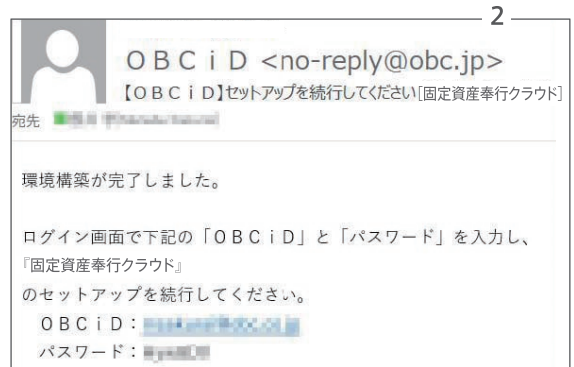 2
ＯＢＣｉＤ <no-reply@obc.jp>
【ＯＢＣｉＤ】セットアップを続行してください[固定資産奉行クラウド]
宛先
環境構築が完了しました。
ログイン画面で下記の「ＯＢＣｉＤ」と「パスワード」を入力し、
『固定資産奉行クラウド』
のセットアップを続行してください。
ＯＢＣｉＤ：
パスワード：